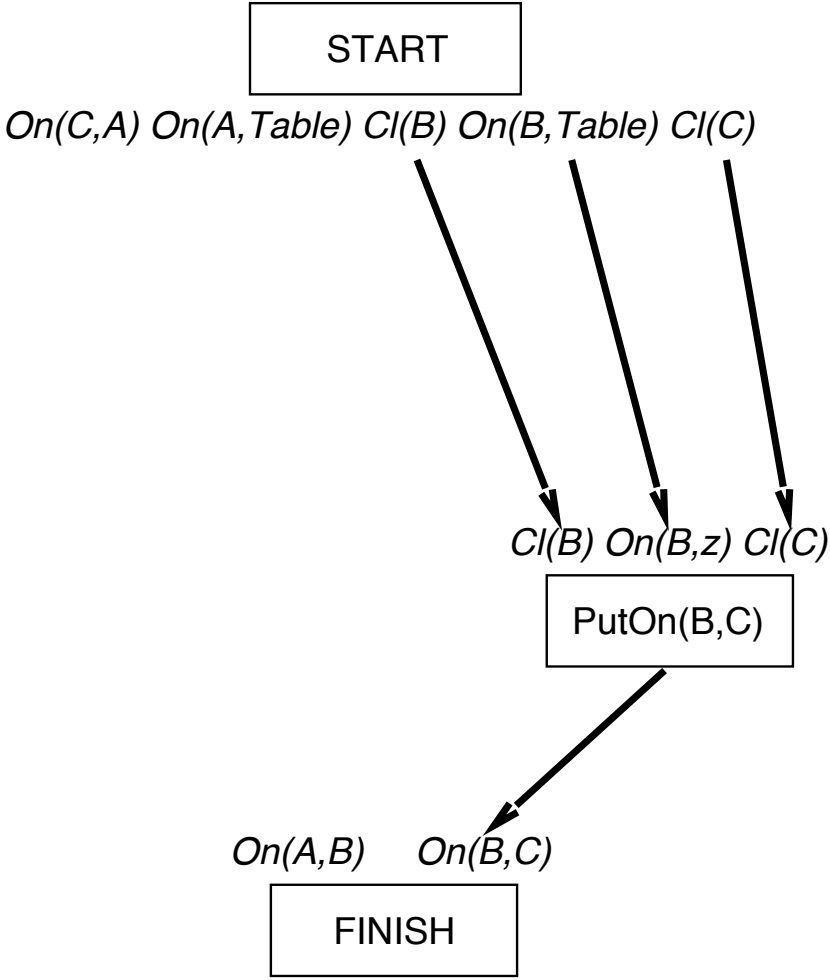 START
On(C,A) On(A,Table) Cl(B) On(B,Table) Cl(C)
Cl(B) On(B,z) Cl(C)
PutOn(B,C)
On(A,B) On(B,C)
FINISH